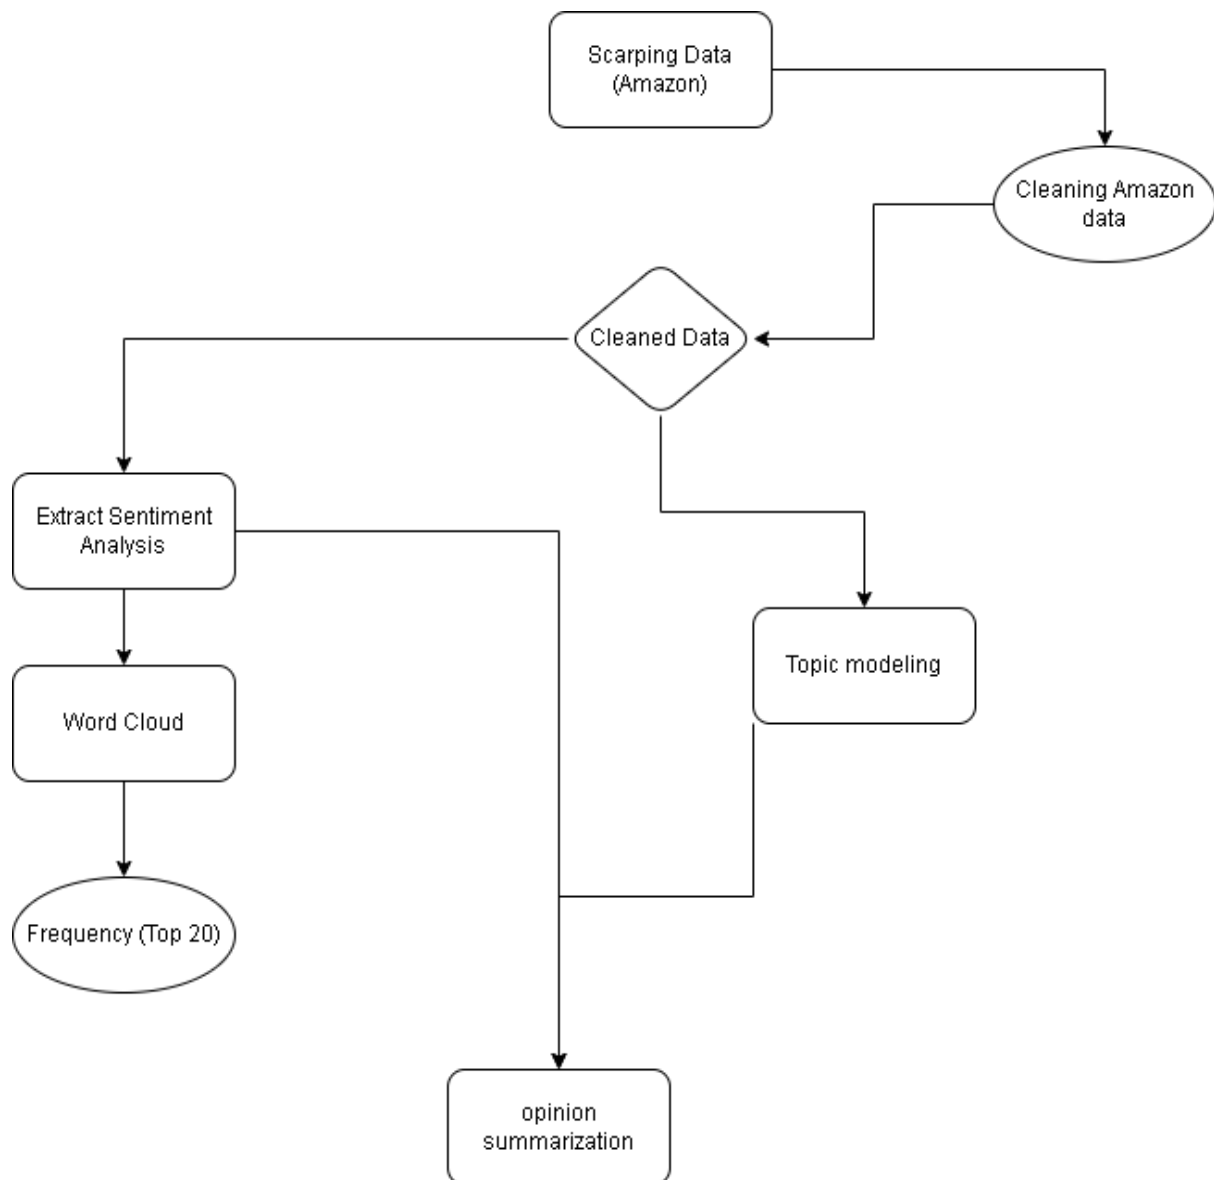 Scarping Data
(Amazon)
Cleaning Amazon
data
Cleaned Data
Extract Sentiment
Analysis
Topic modeling
Word Cloud
Frequency (Top 20)
opinion
summarization